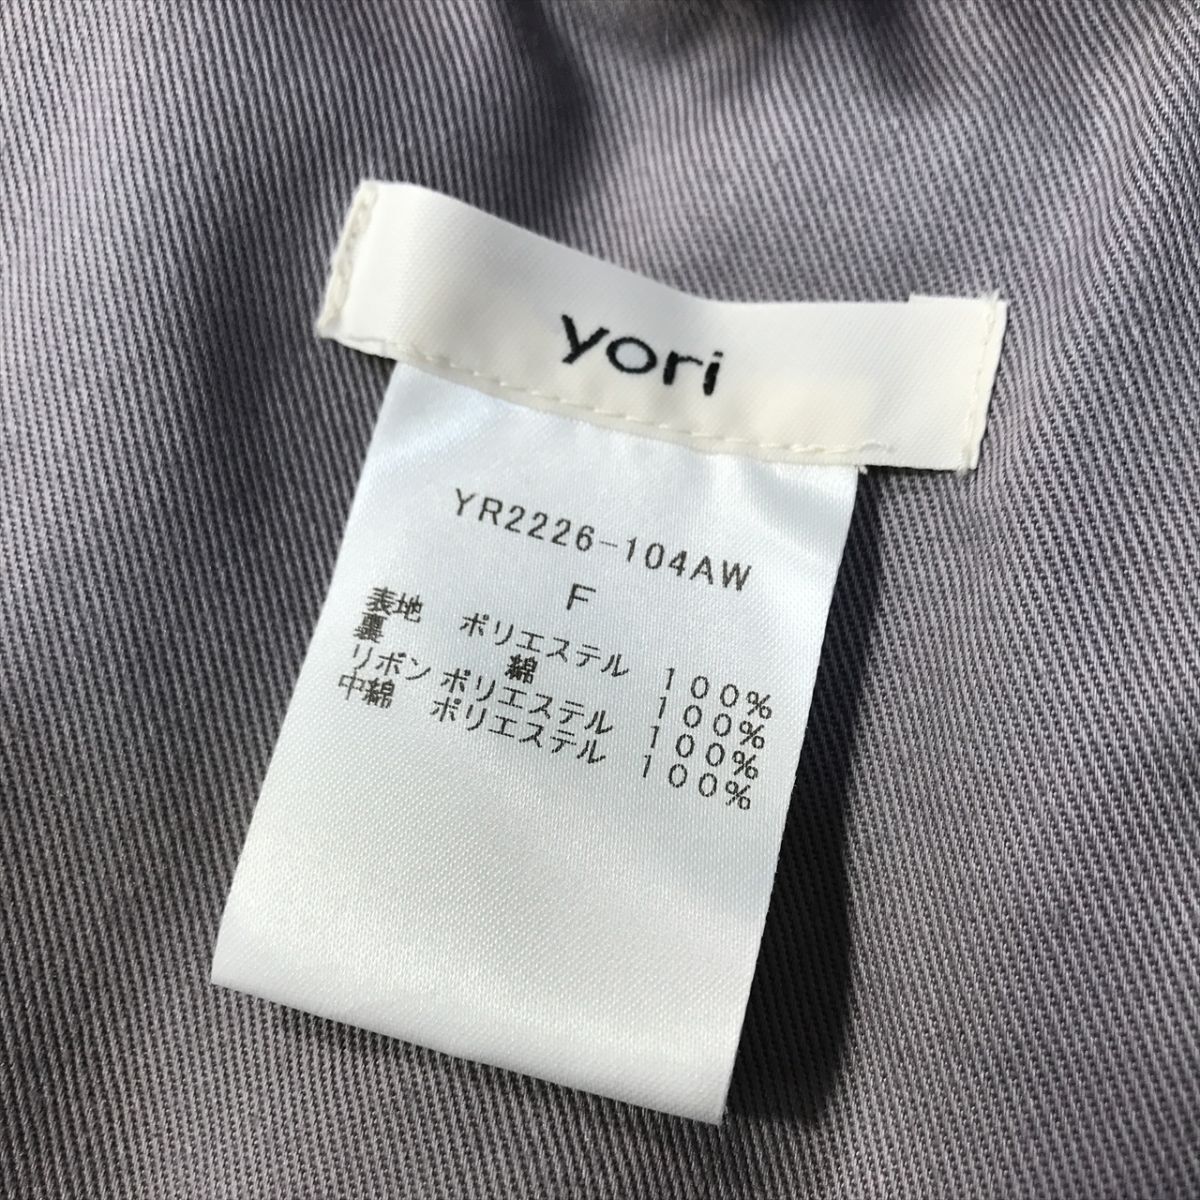 yori
YR2226-104AW
F
表地 ポリエステル 100%
裏 綿 100%
リボン ポリエステル 100%
中綿 ポリエステル 100%